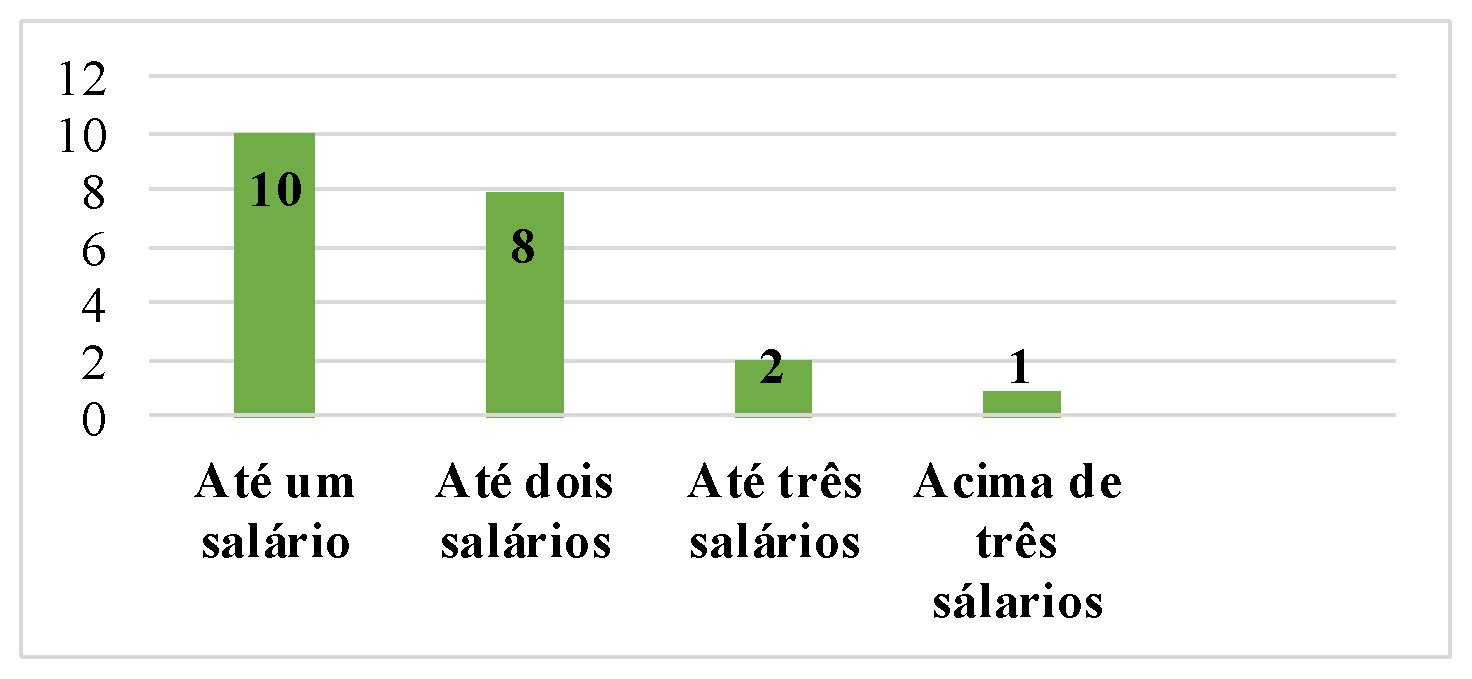 12
10
8
6
4
2
0
10
8
2
1
Até um
salário
Até dois
salários
Até três
salários
Acima de
três
sálarios